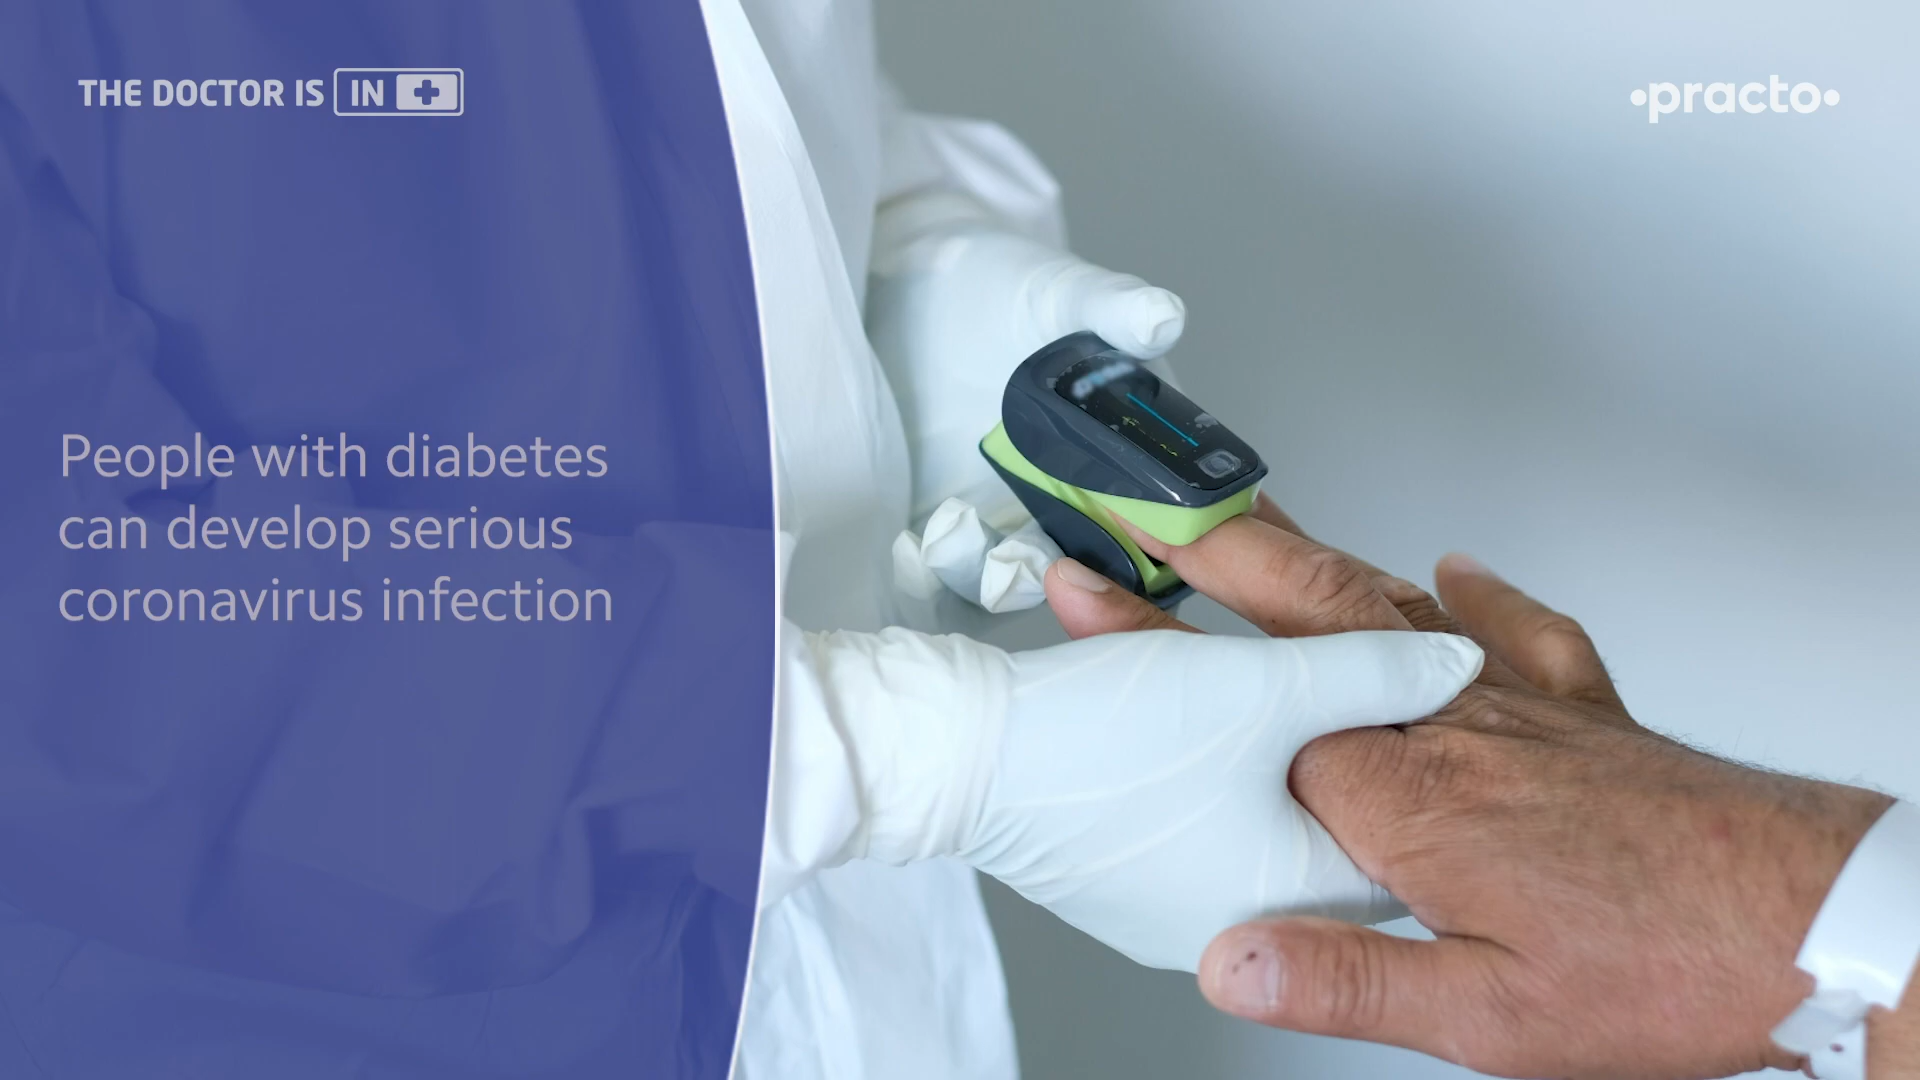 THE DOCTOR IS IN
practo
People with diabetes
can develop serious
coronavirus infection